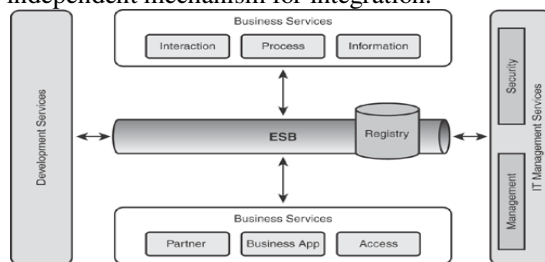 independent mechanism for integration.
Business Services
Interaction
Process
Information
Development Services
ESB
Registry
Security
Management
IT Management Services
Business Services
Partner
Business App
Access